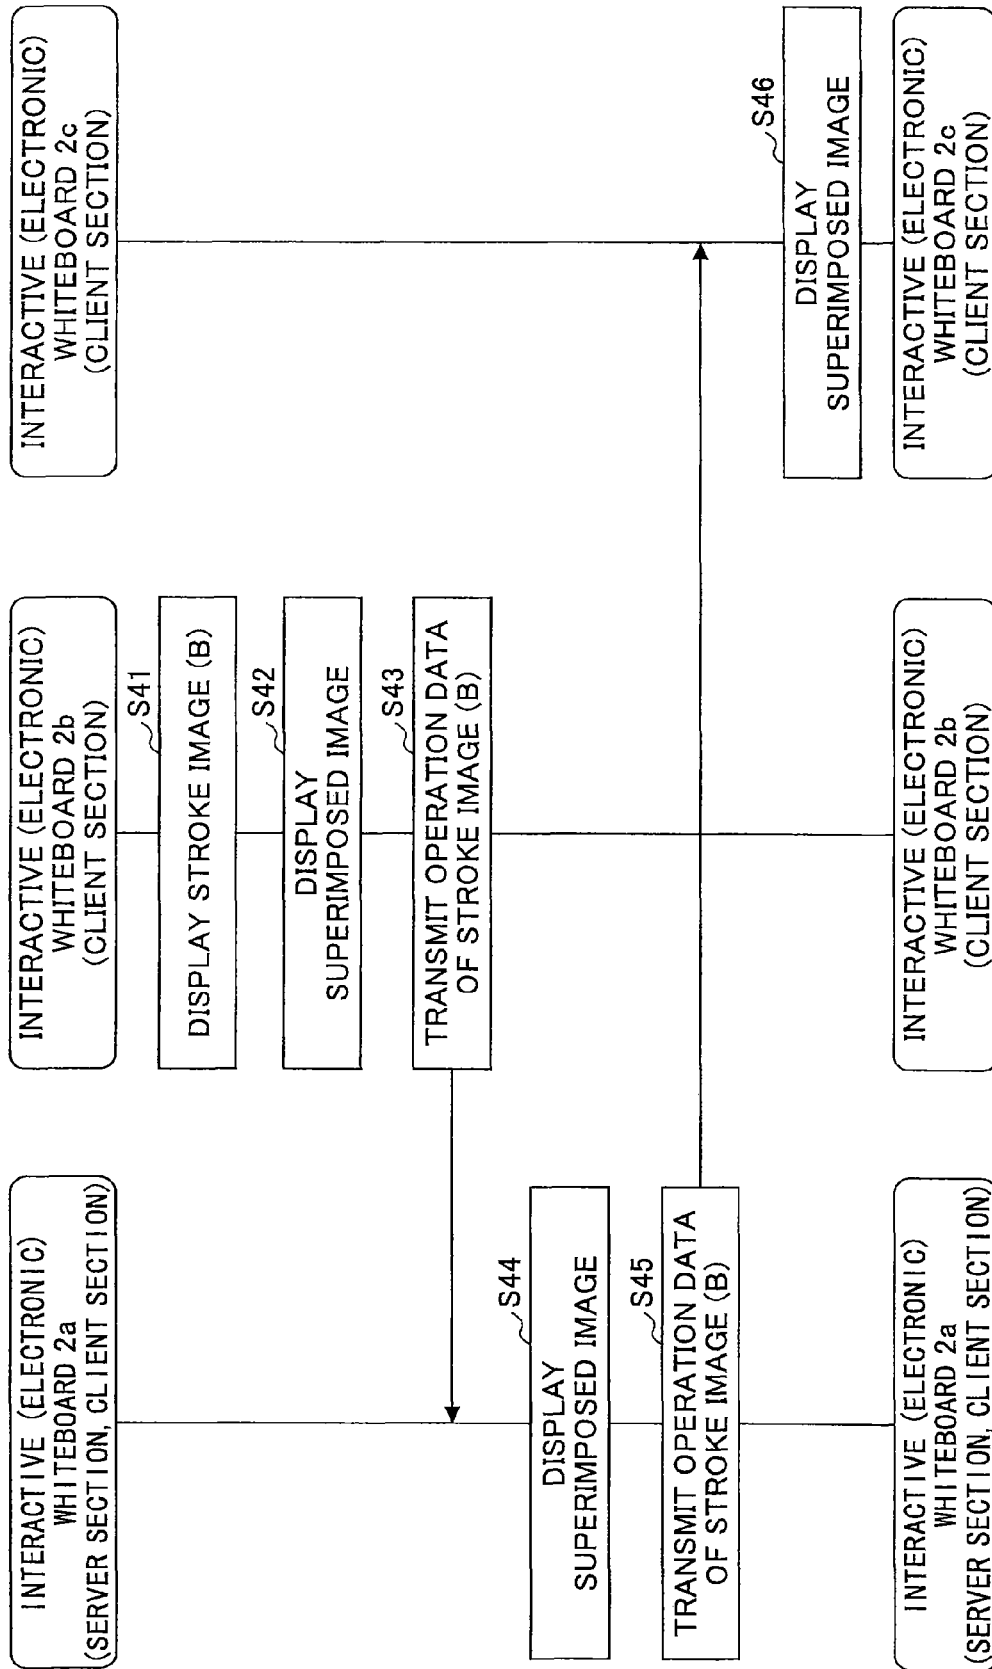 INTERACTIVE (ELECTRONIC)
WHITEBOARD 2a
(SERVER SECTION, CLIENT SECTION)
INTERACTIVE (ELECTRONIC)
WHITEBOARD 2b
(CLIENT SECTION)
INTERACTIVE (ELECTRONIC)
WHITEBOARD 2c
(CLIENT SECTION)
S41
DISPLAY STROKE IMAGE (B)
S42
DISPLAY
SUPERIMPOSED IMAGE
S43
TRANSMIT OPERATION DATA
OF STROKE IMAGE (B)
S44
DISPLAY
SUPERIMPOSED IMAGE
S45
TRANSMIT OPERATION DATA
OF STROKE IMAGE (B)
S46
DISPLAY
SUPERIMPOSED IMAGE
INTERACTIVE (ELECTRONIC)
WHITEBOARD 2a
(SERVER SECTION, CLIENT SECTION)
INTERACTIVE (ELECTRONIC)
WHITEBOARD 2b
(CLIENT SECTION)
INTERACTIVE (ELECTRONIC)
WHITEBOARD 2c
(CLIENT SECTION)